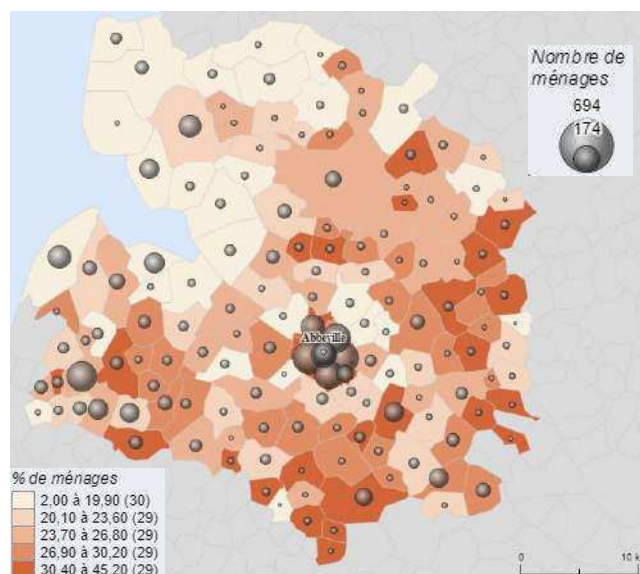 Nombre de
ménages
694
174
Abbeville
% de ménages
2,00 à 19,90 (30)
20,10 à 23,60 (29)
23,70 à 26,80 (29)
26,90 à 30,20 (29)
30,40 à 45,20 (29)
0 10 k